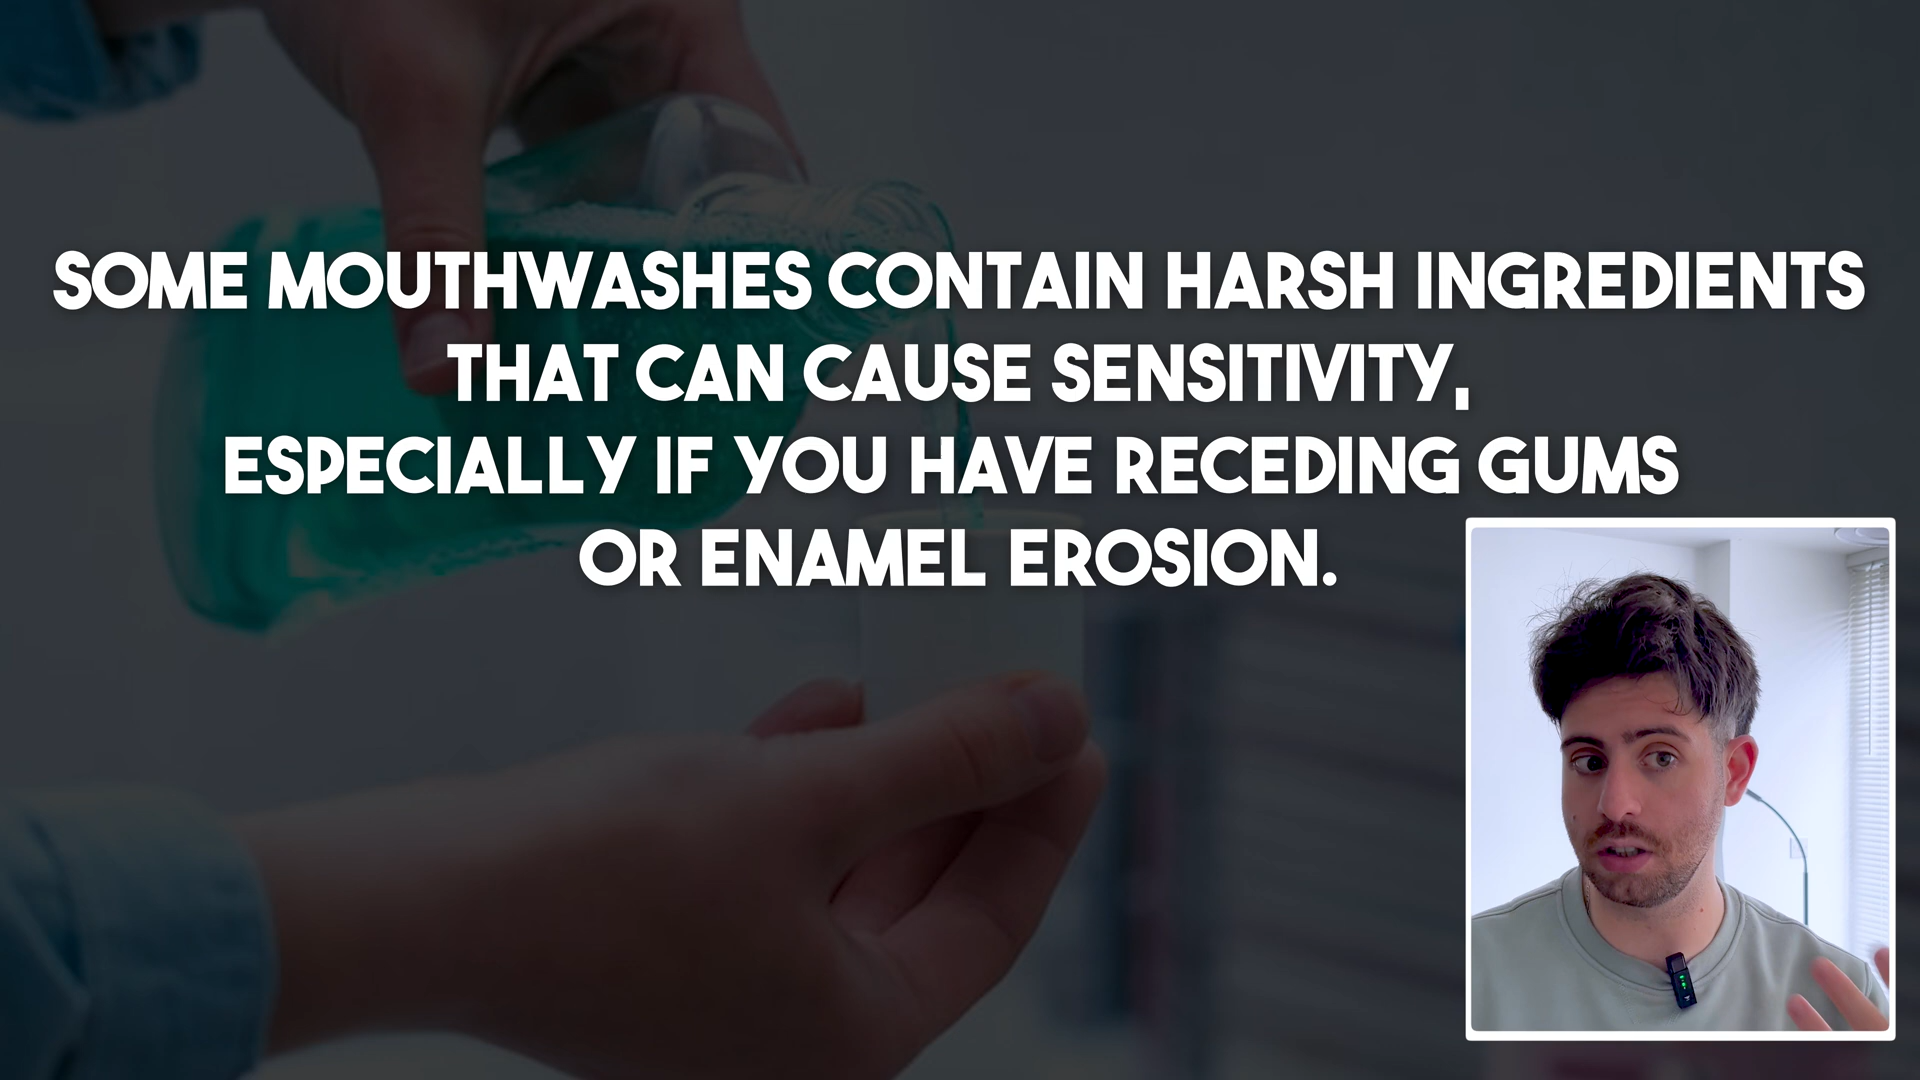 SOME MOUTHWASHES CONTAIN HARSH INGREDIENTS
THAT CAN CAUSE SENSITIVITY,
ESPECIALLY IF YOU HAVE RECEDING GUMS
OR ENAMEL EROSION.